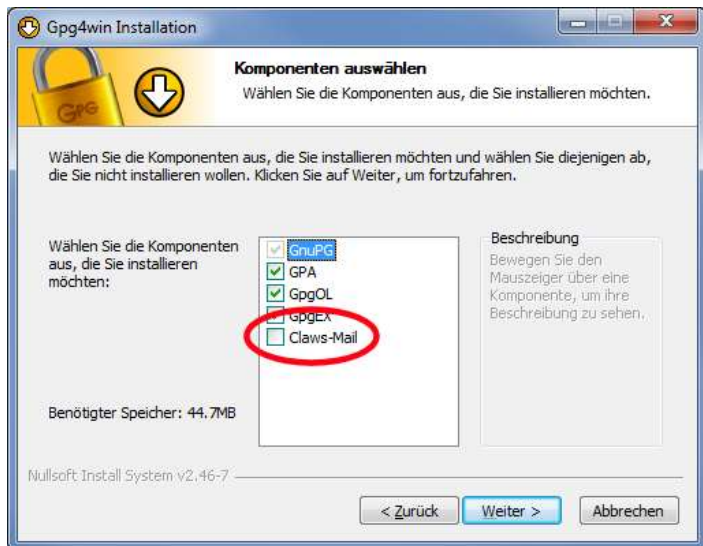 Gpg4win Installation
GPG
Komponenten auswählen
Wählen Sie die Komponenten aus, die Sie installieren möchten.
Wählen Sie die Komponenten aus, die Sie installieren möchten und wählen Sie diejenigen ab,
die Sie nicht installieren wollen. Klicken Sie auf Weiter, um fortzufahren.
Wählen Sie die Komponenten
aus, die Sie installieren
möchten:
GnuPG
GPA
GpgOL
GpgEX
Claws-Mail
Beschreibung
Bewegen Sie den
Mauszeiger über eine
Komponente, um ihre
Beschreibung zu sehen.
Benötigter Speicher: 44.7MB
Nullsoft Install System v2.46-7
< Zurück
Weiter >
Abbrechen